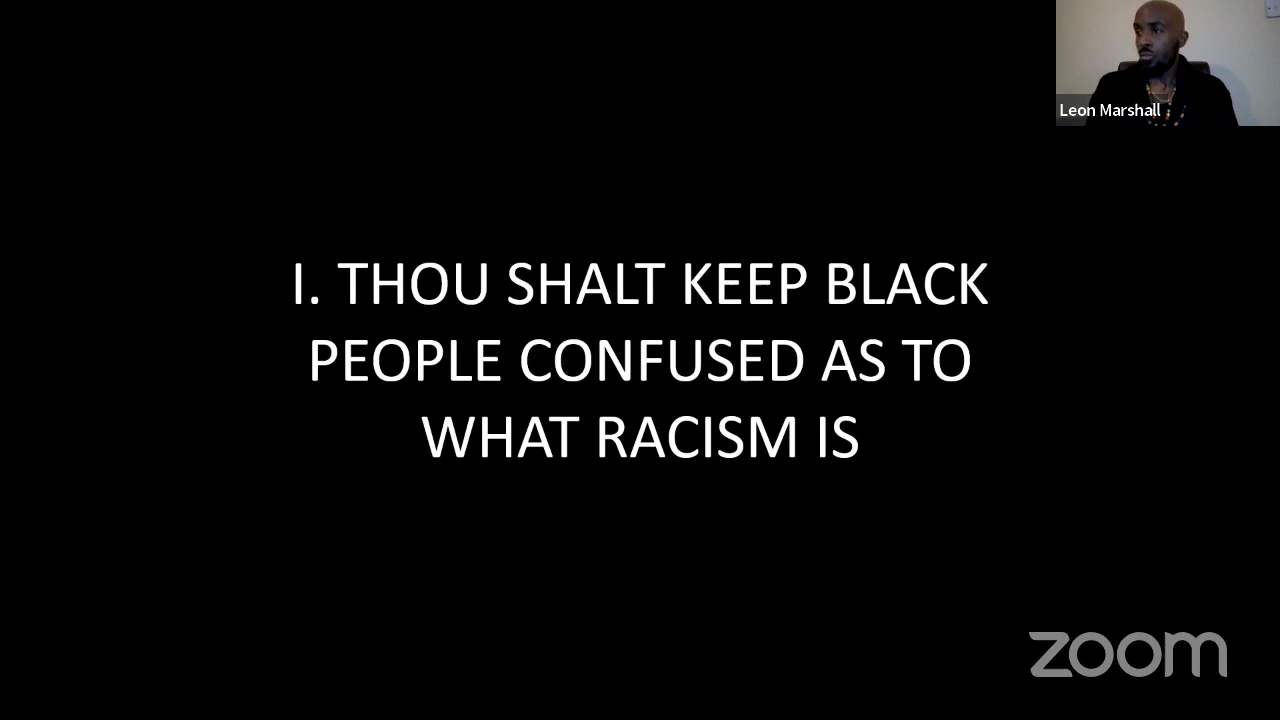 Leon Marshall
I. THOU SHALT KEEP BLACK
PEOPLE CONFUSED AS TO
WHAT RACISM IS
zoom